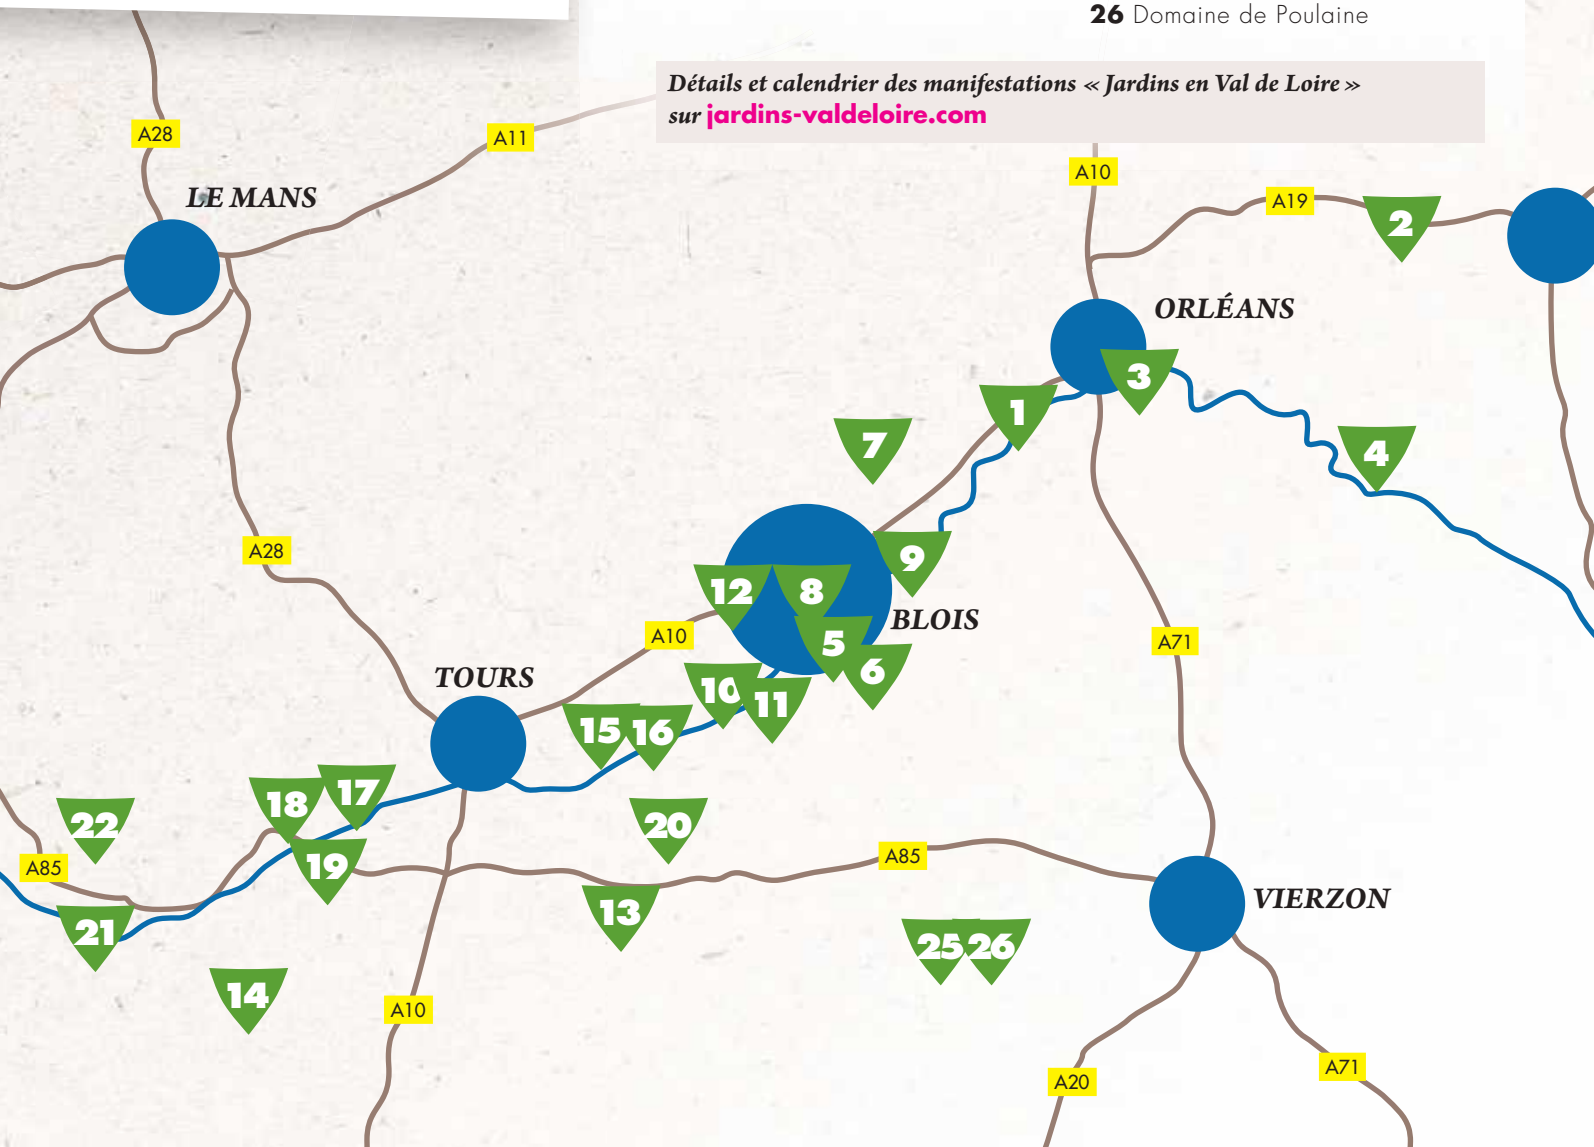 26 Domaine de Poulaine
Détails et calendrier des manifestations « Jardins en Val de Loire »
sur jardins-valdeloire.com
A28
A11
A10
LE MANS
A19
2
ORLÉANS
3
1
7
4
A28
9
12
8
BLOIS
A10
5
A71
6
TOURS
10
11
15
16
17
18
22
20
A85
19
A85
VIERZON
13
21
25
26
14
A10
A71
A20